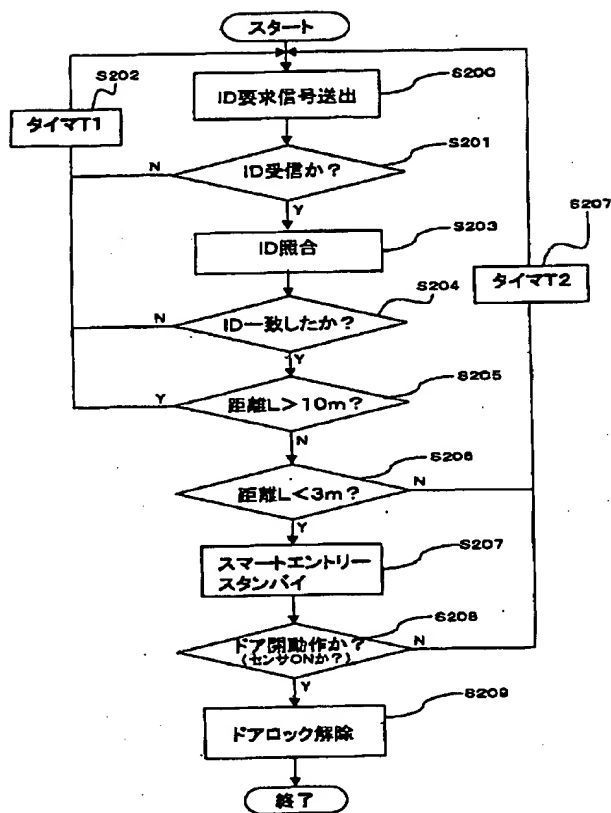 スタート
S200
ID要求信号送出
S202
タイマT1
S201
ID受信か?
N
Y
S203
ID照合
S207
タイマT2
S204
ID一致したか?
N
Y
S205
距離L>10m?
Y
N
S206
距離L<3m?
N
Y
S207
スマートエントリー
スタンバイ
S208
ドア開動作か?
(センサONか?)
N
Y
S209
ドアロック解除
終了